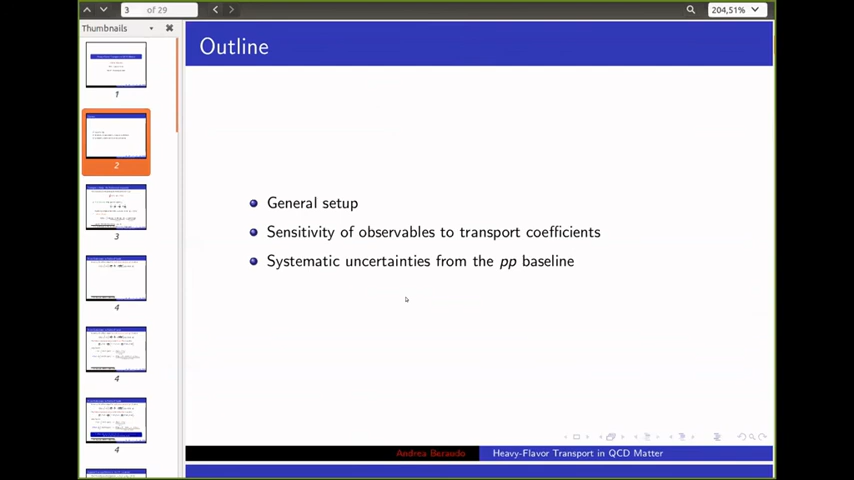 3 of 29 204,51%
Thumbnails
Outline
1
2
3
4
4
4
General setup
Sensitivity of observables to transport coefficients
Systematic uncertainties from the pp baseline
Andrea Beraudo Heavy-Flavor Transport in QCD Matter